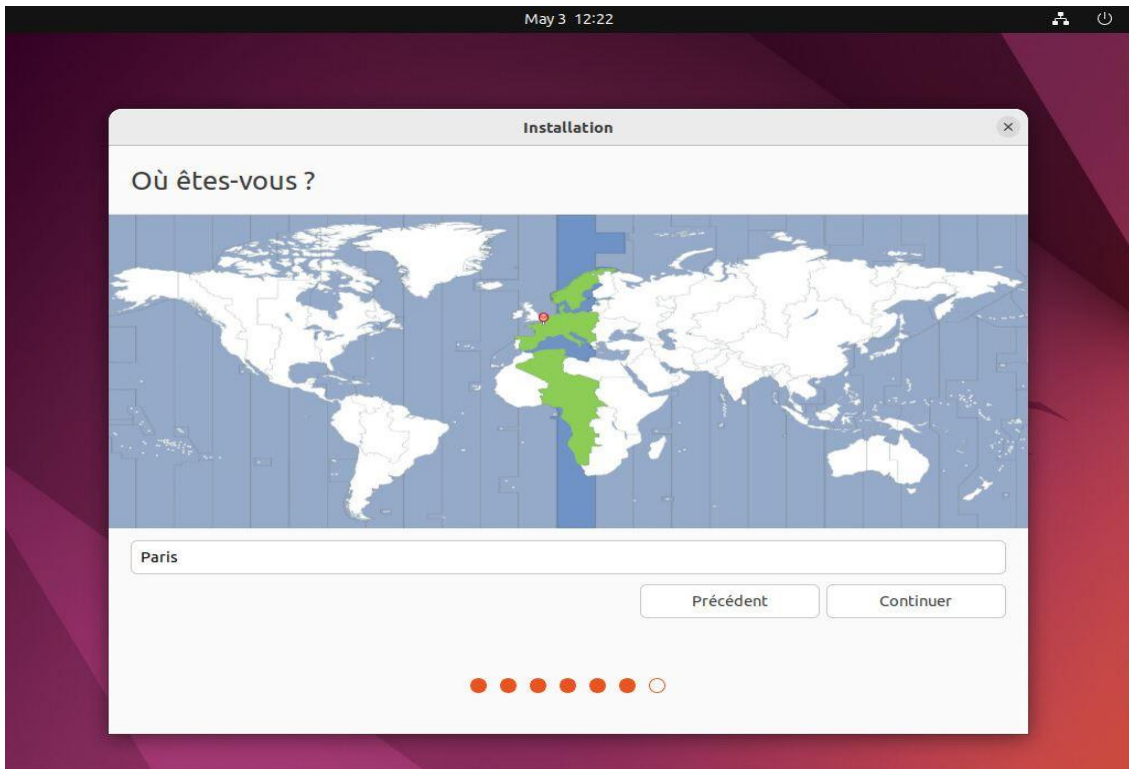 May 3 12:22
Installation
Où êtes-vous ?
Paris
Précédent
Continuer